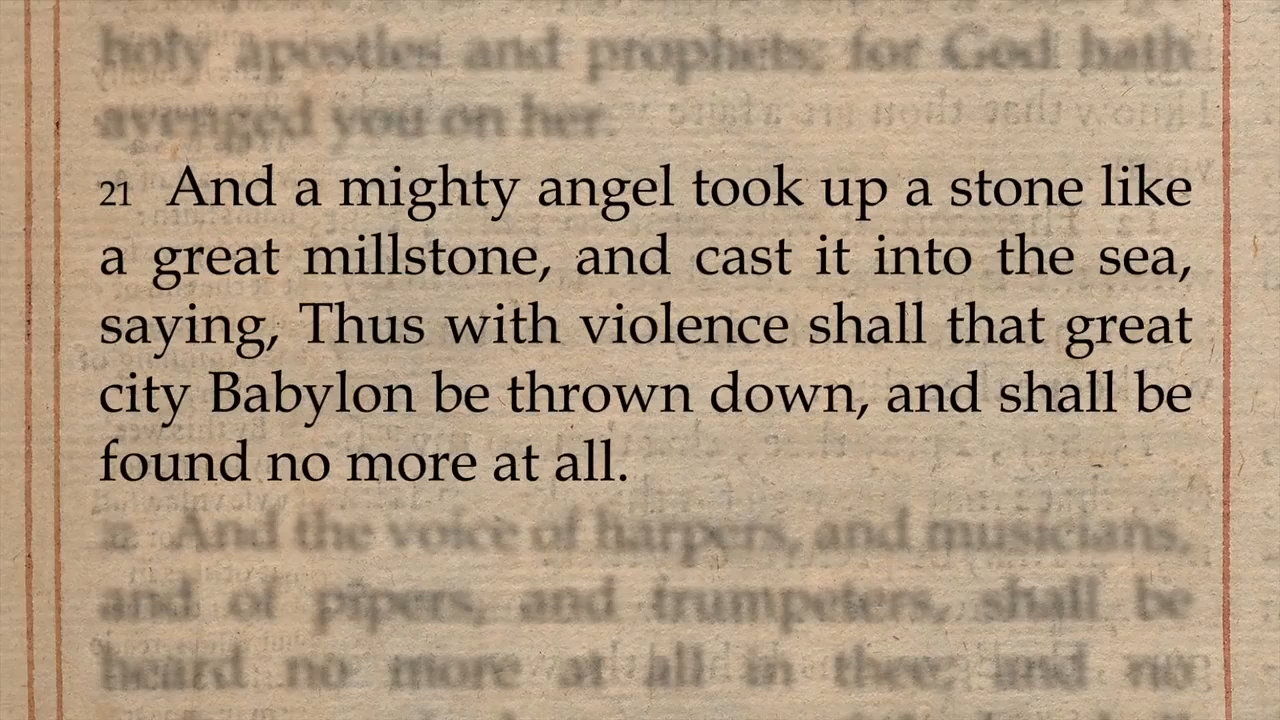 holy apostles and prophets; for God hath
avenged you on her.
21 And a mighty angel took up a stone like
a great millstone, and cast it into the sea,
saying, Thus with violence shall that great
city Babylon be thrown down, and shall be
found no more at all.
22 And the voice of harpers, and musicians,
and of pipers, and trumpeters, shall be
heard no more at all in thee; and no